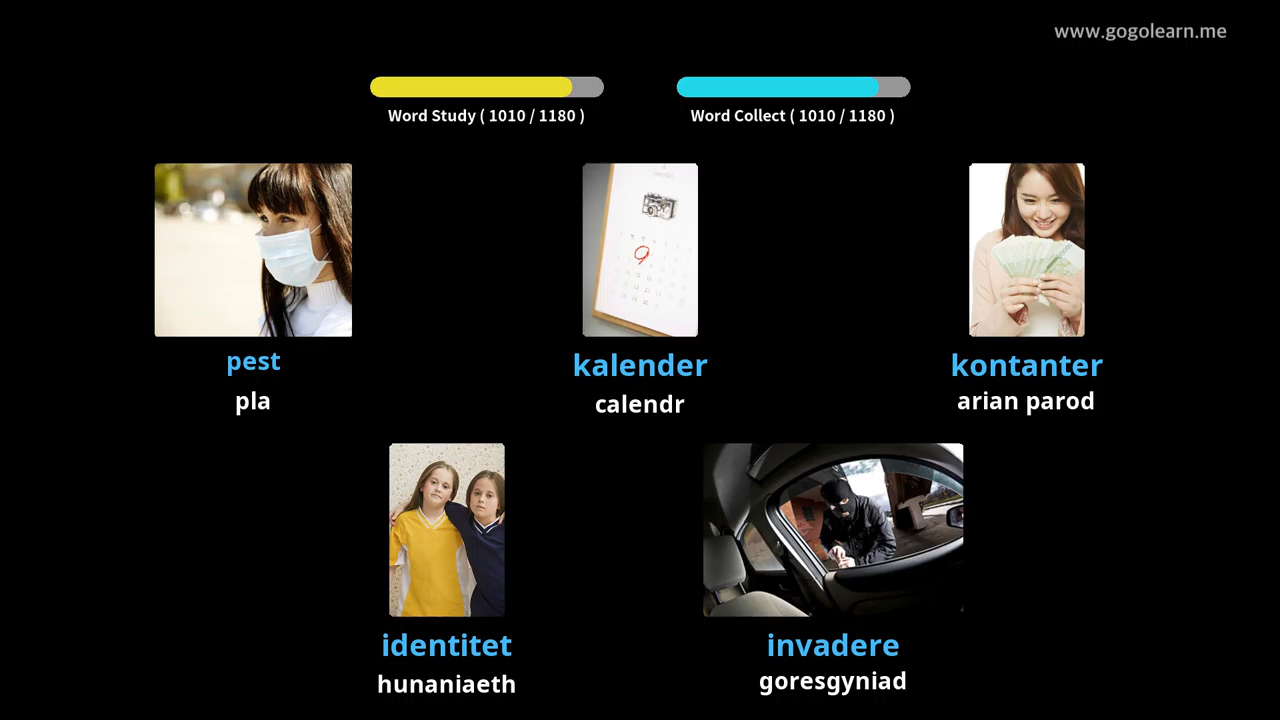 www.gogolearn.me
Word Study ( 1010 / 1180 )
Word Collect ( 1010 / 1180 )
pest
pla
kalender
calendr
kontanter
arian parod
identitet
hunaniaeth
invadere
goresgyniad